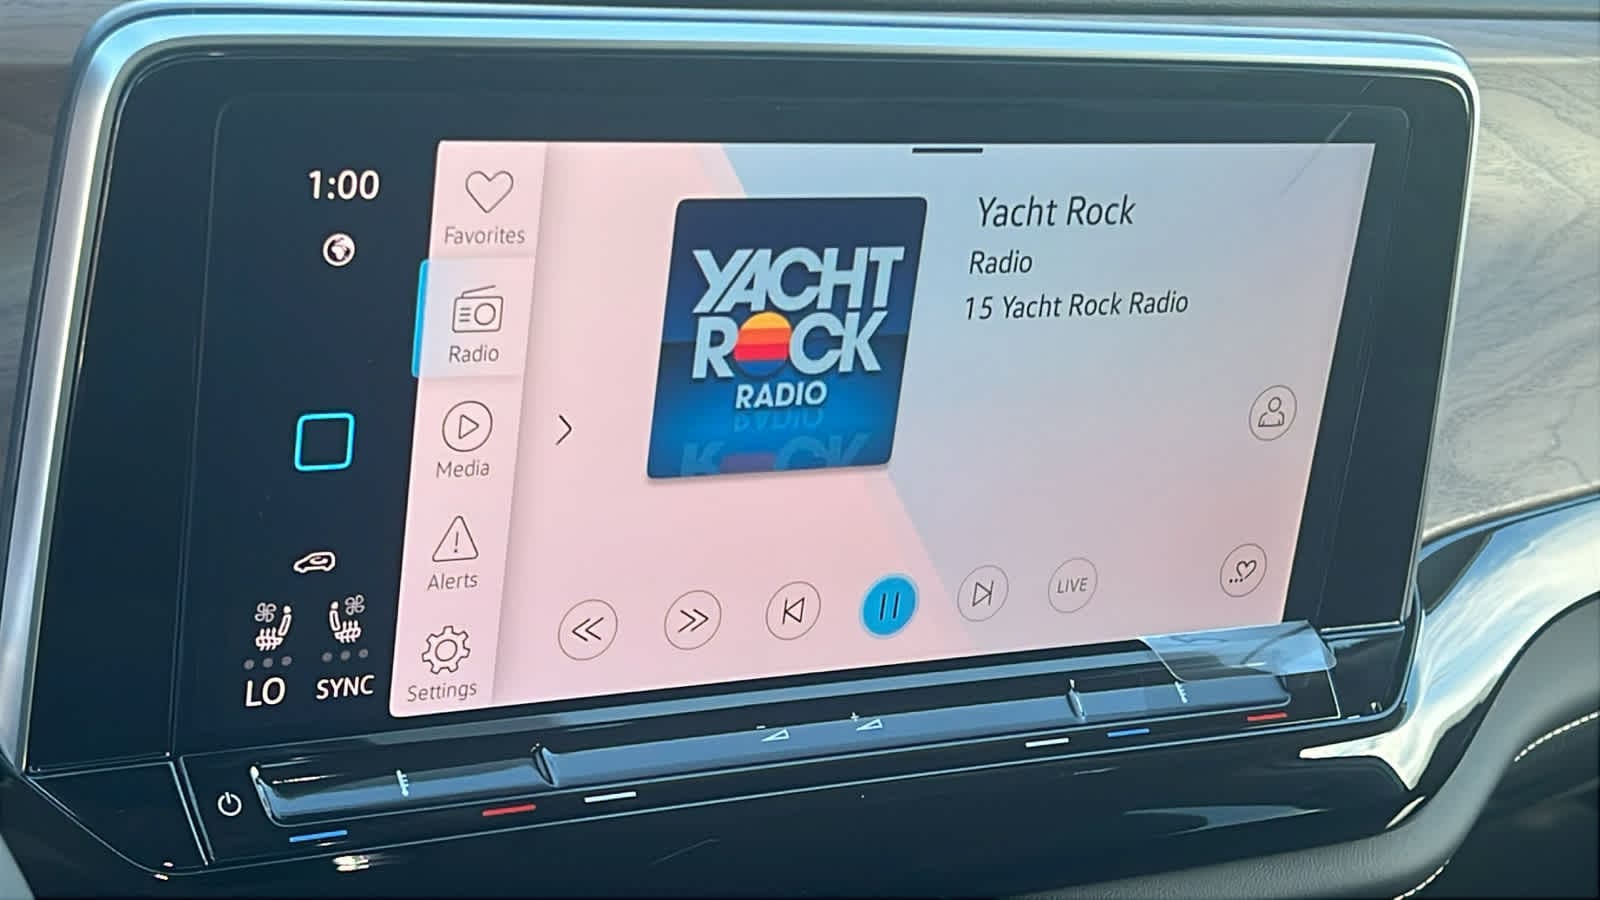 1:00
Favorites
Radio
Media
Alerts
Settings
LO
SYNC
YACHT
ROCK
RADIO
Yacht Rock
Radio
15 Yacht Rock Radio
LIVE